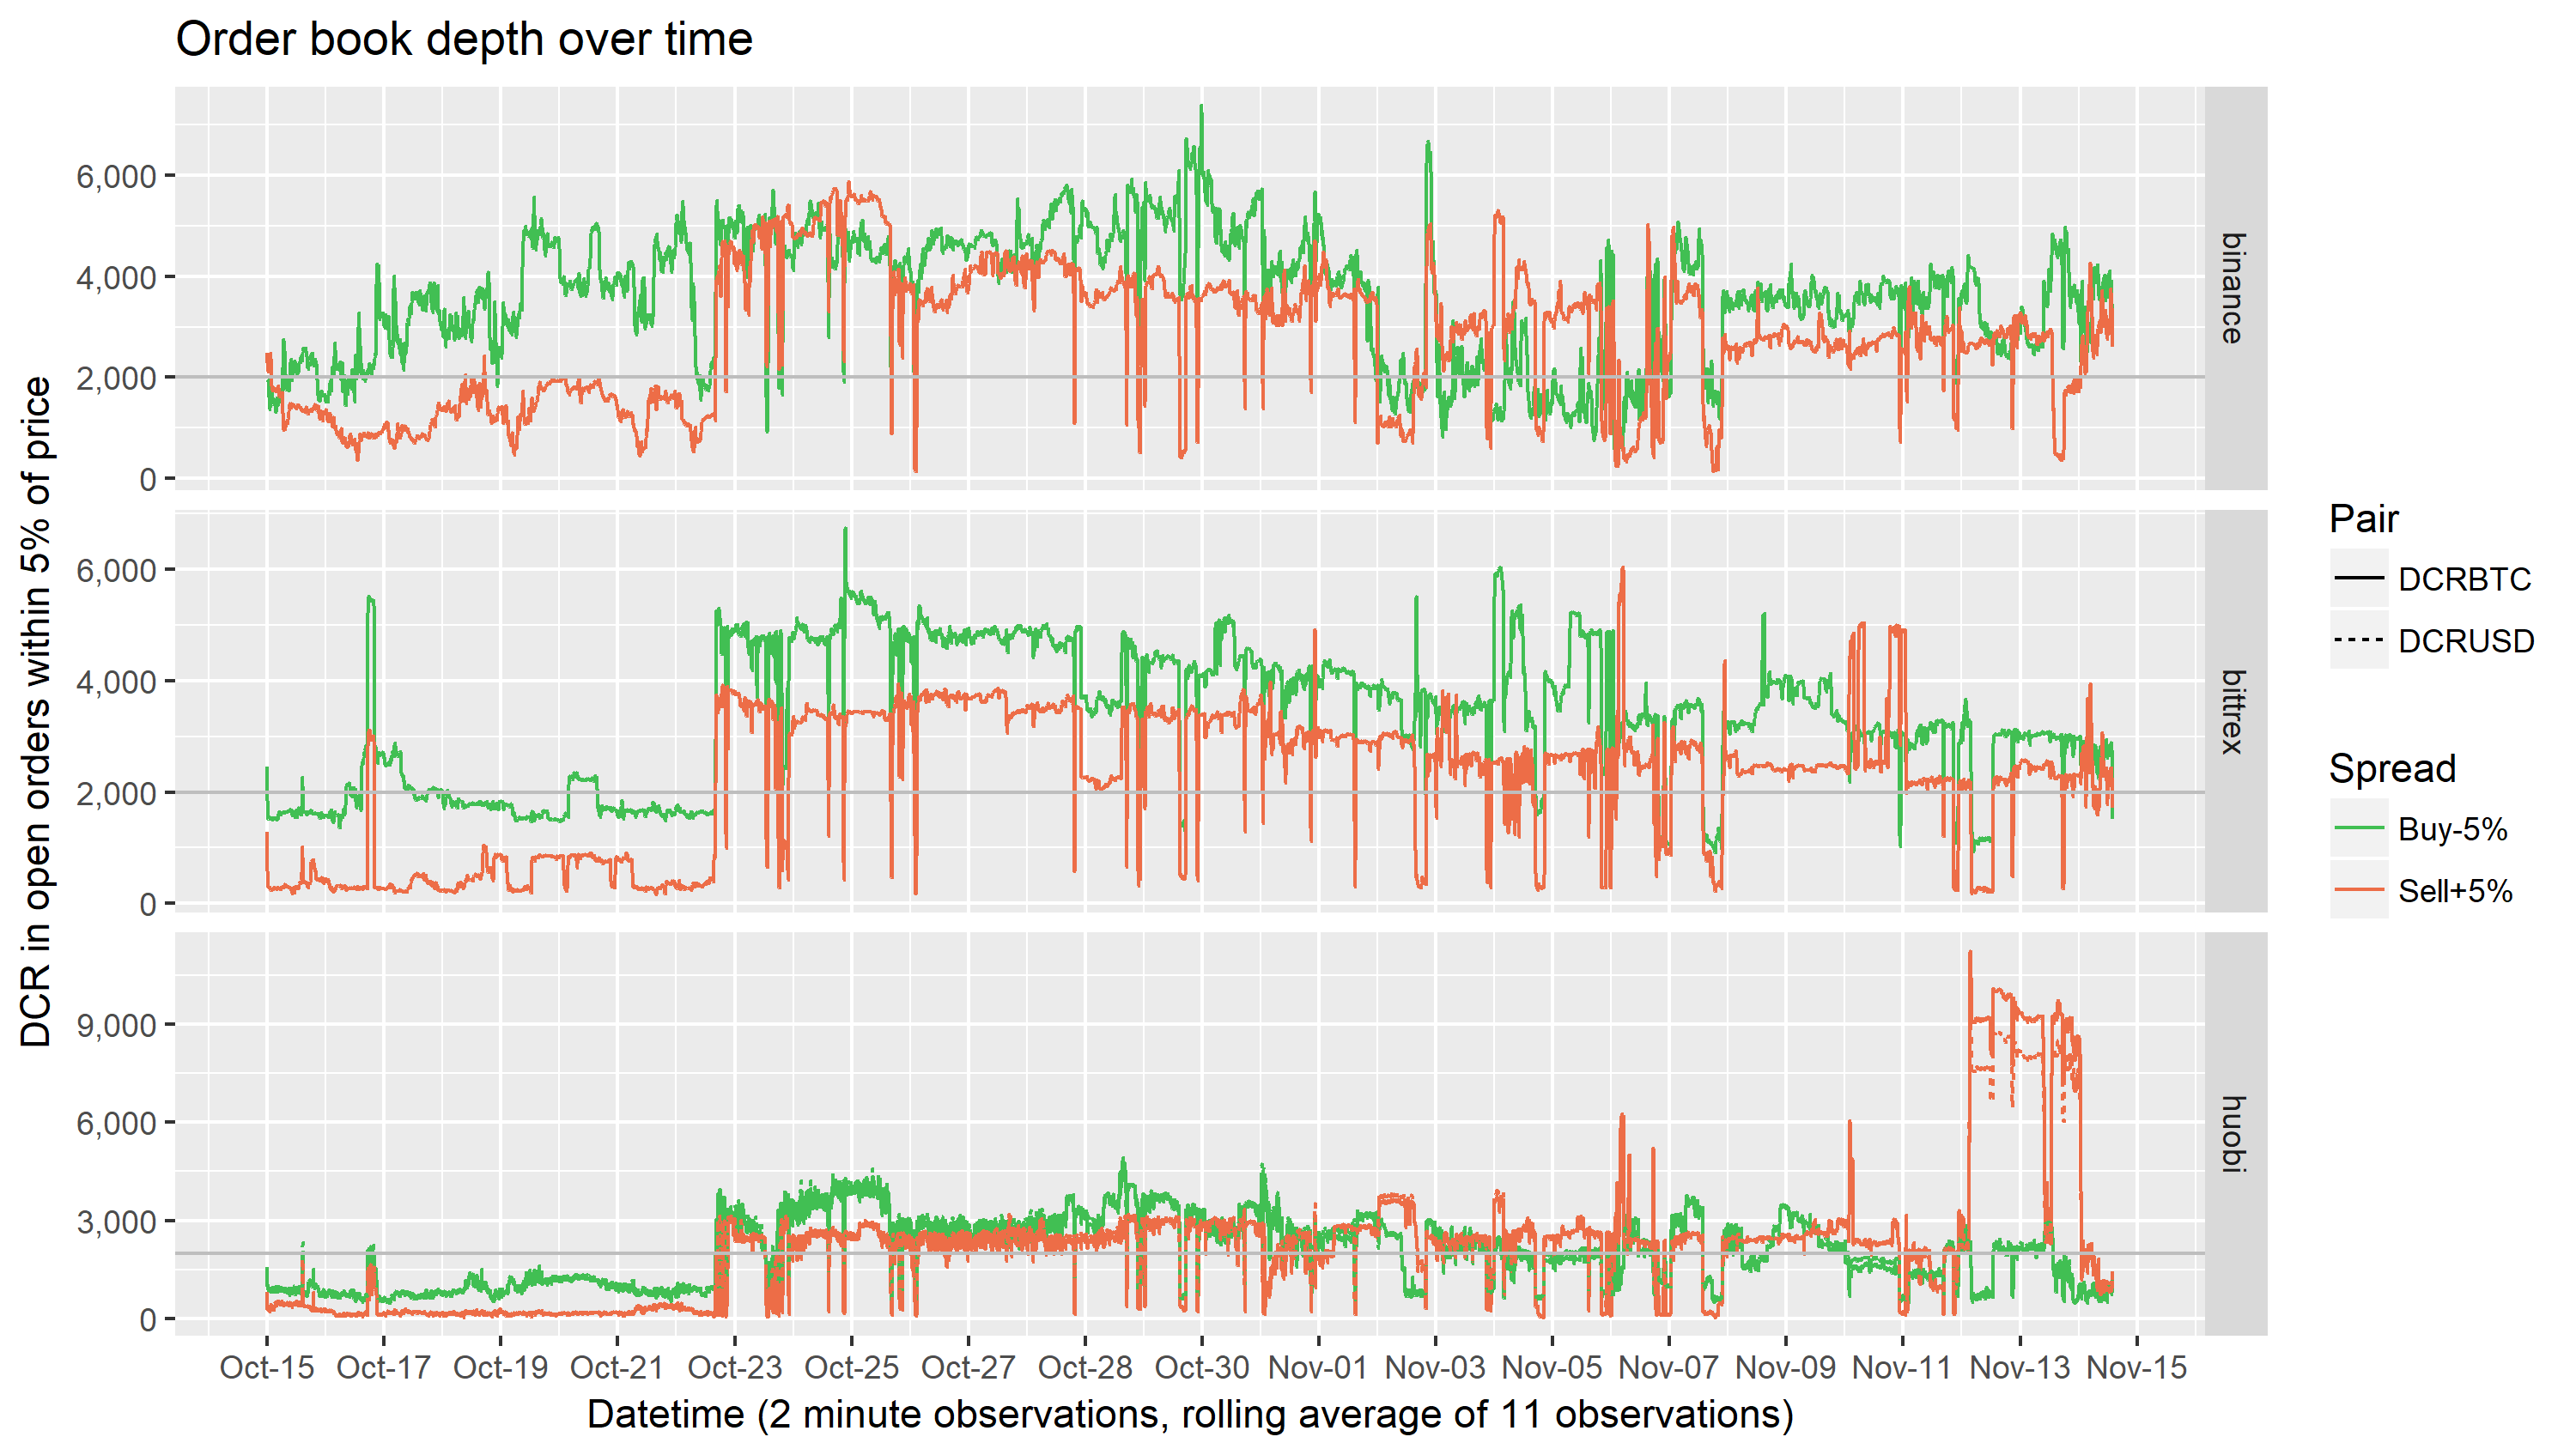 Order book depth over time
DCR in open orders within 5% of price
6,000
4,000
2,000
0
binance
6,000
4,000
2,000
0
bittrex
9,000
6,000
3,000
0
huobi
Oct-15 Oct-17 Oct-19 Oct-21 Oct-23 Oct-25 Oct-27 Oct-28 Oct-30 Nov-01 Nov-03 Nov-05 Nov-07 Nov-09 Nov-11 Nov-13 Nov-15
Datetime (2 minute observations, rolling average of 11 observations)
Pair
DCRBTC
DCRUSD
Spread
Buy-5%
Sell+5%